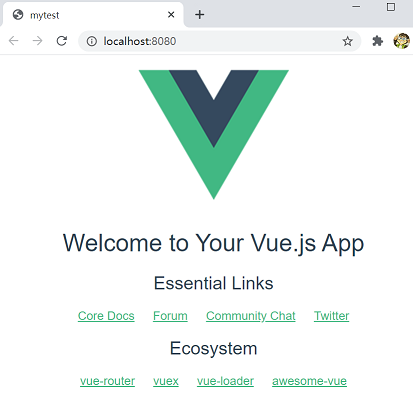 mytest
localhost:8080
Welcome to Your Vue.js App
Essential Links
Core Docs Forum Community Chat Twitter
Ecosystem
vue-router vuex vue-loader awesome-vue